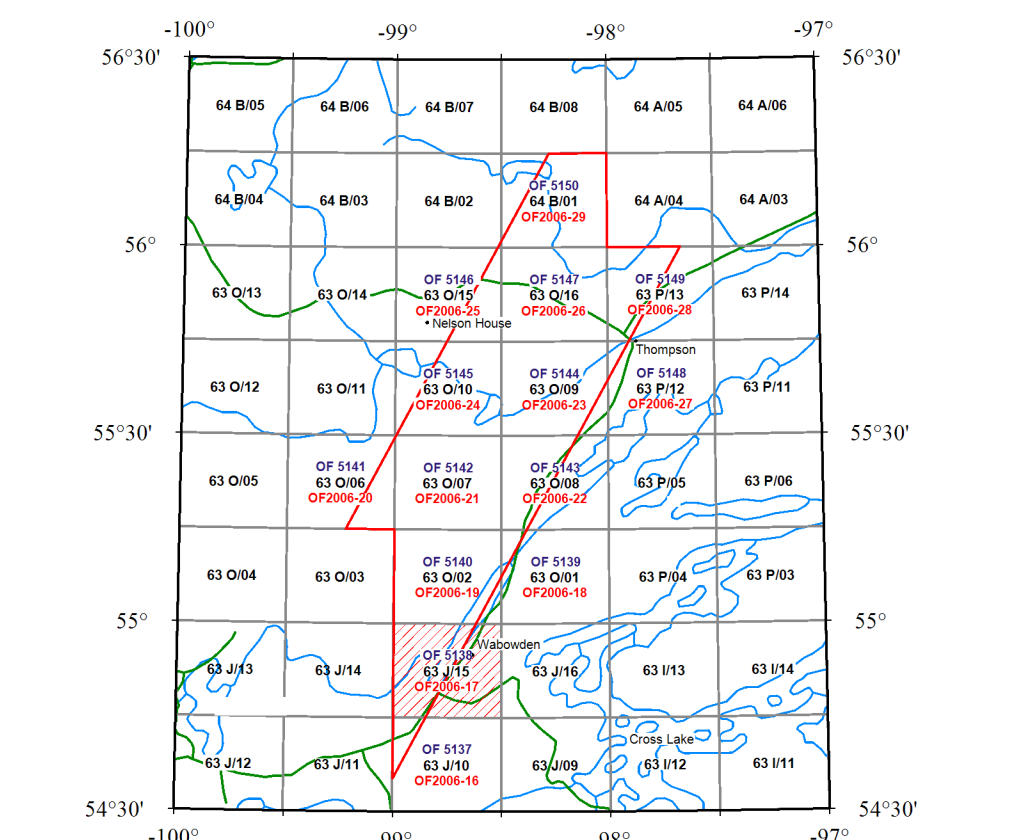 -100°
-99°
-98°
-97°
56°30'
56°30'
64 B/05
64 B/06
64 B/07
64 B/08
64 A/05
64 A/06
OF 5150
64 B/04
64 B/03
64 B/02
64 B/01
64 A/04
64 A/03
OF2006-29
56°
56°
OF 5146
OF 5147
OF 5149
63 O/13
63 O/14
63 O/15
63 O/16
63 P/13
63 P/14
OF2006-25
OF2006-26
OF2006-28
Nelson House
Thompson
OF 5145
OF 5144
OF 5148
63 O/12
63 O/11
63 O/10
63 O/09
63 P/12
63 P/11
OF2006-24
OF2006-23
OF2006-27
55°30'
55°30'
OF 5141
OF 5142
OF 5143
63 O/05
63 O/06
63 O/07
63 O/08
63 P/05
63 P/06
OF2006-20
OF2006-21
OF2006-22
OF 5140
OF 5139
63 O/04
63 O/03
63 O/02
63 O/01
63 P/04
63 P/03
OF2006-19
OF2006-18
55°
55°
Wabowden
OF 5138
63 J/13
63 J/14
63 J/15
63 J/16
63 I/13
63 I/14
OF2006-17
Cross Lake
OF 5137
63 J/12
63 J/11
63 J/10
63 J/09
63 I/12
63 I/11
OF2006-16
54°30'
54°30'
-100°
-99°
-98°
-97°